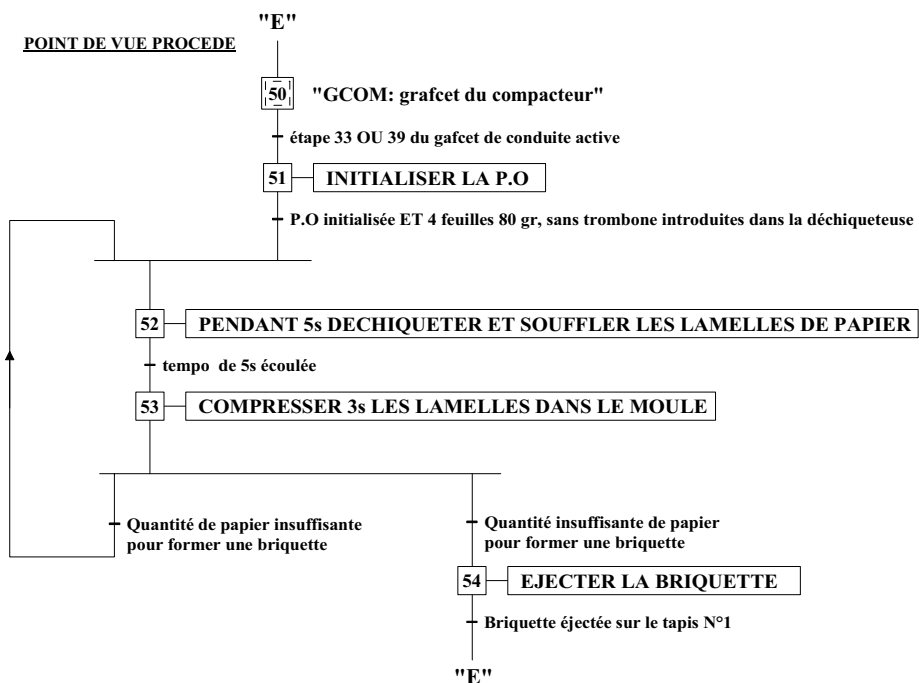 "E"
POINT DE VUE PROCEDE
50
"GCOM: grafcet du compacteur"
étape 33 OU 39 du gafcet de conduite active
51
INITIALISER LA P.O
P.O initialisée ET 4 feuilles 80 gr, sans trombone introduites dans la déchiqueteuse
52
PENDANT 5s DECHIQUETER ET SOUFFLER LES LAMELLES DE PAPIER
tempo de 5s écoulée
53
COMPRESSER 3s LES LAMELLES DANS LE MOULE
Quantité de papier insuffisante
pour former une briquette
Quantité insuffisante de papier
pour former une briquette
54
EJECTER LA BRIQUETTE
Briquette éjectée sur le tapis N°1
"E"